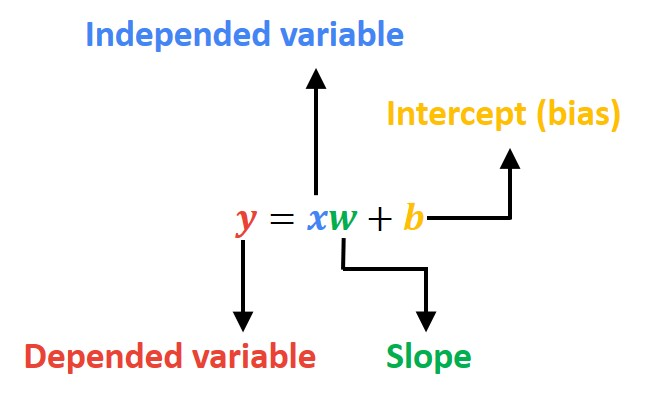 Independed variable
Intercept (bias)
y = xw + b
Depended variable
Slope